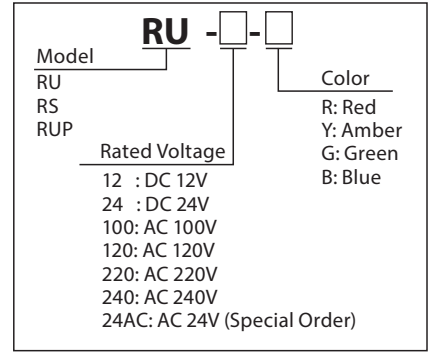 RU -□-□
Model
RU
RS
RUP
Color
R: Red
Y: Amber
G: Green
B: Blue
Rated Voltage
12 : DC 12V
24 : DC 24V
100: AC 100V
120: AC 120V
220: AC 220V
240: AC 240V
24AC: AC 24V (Special Order)